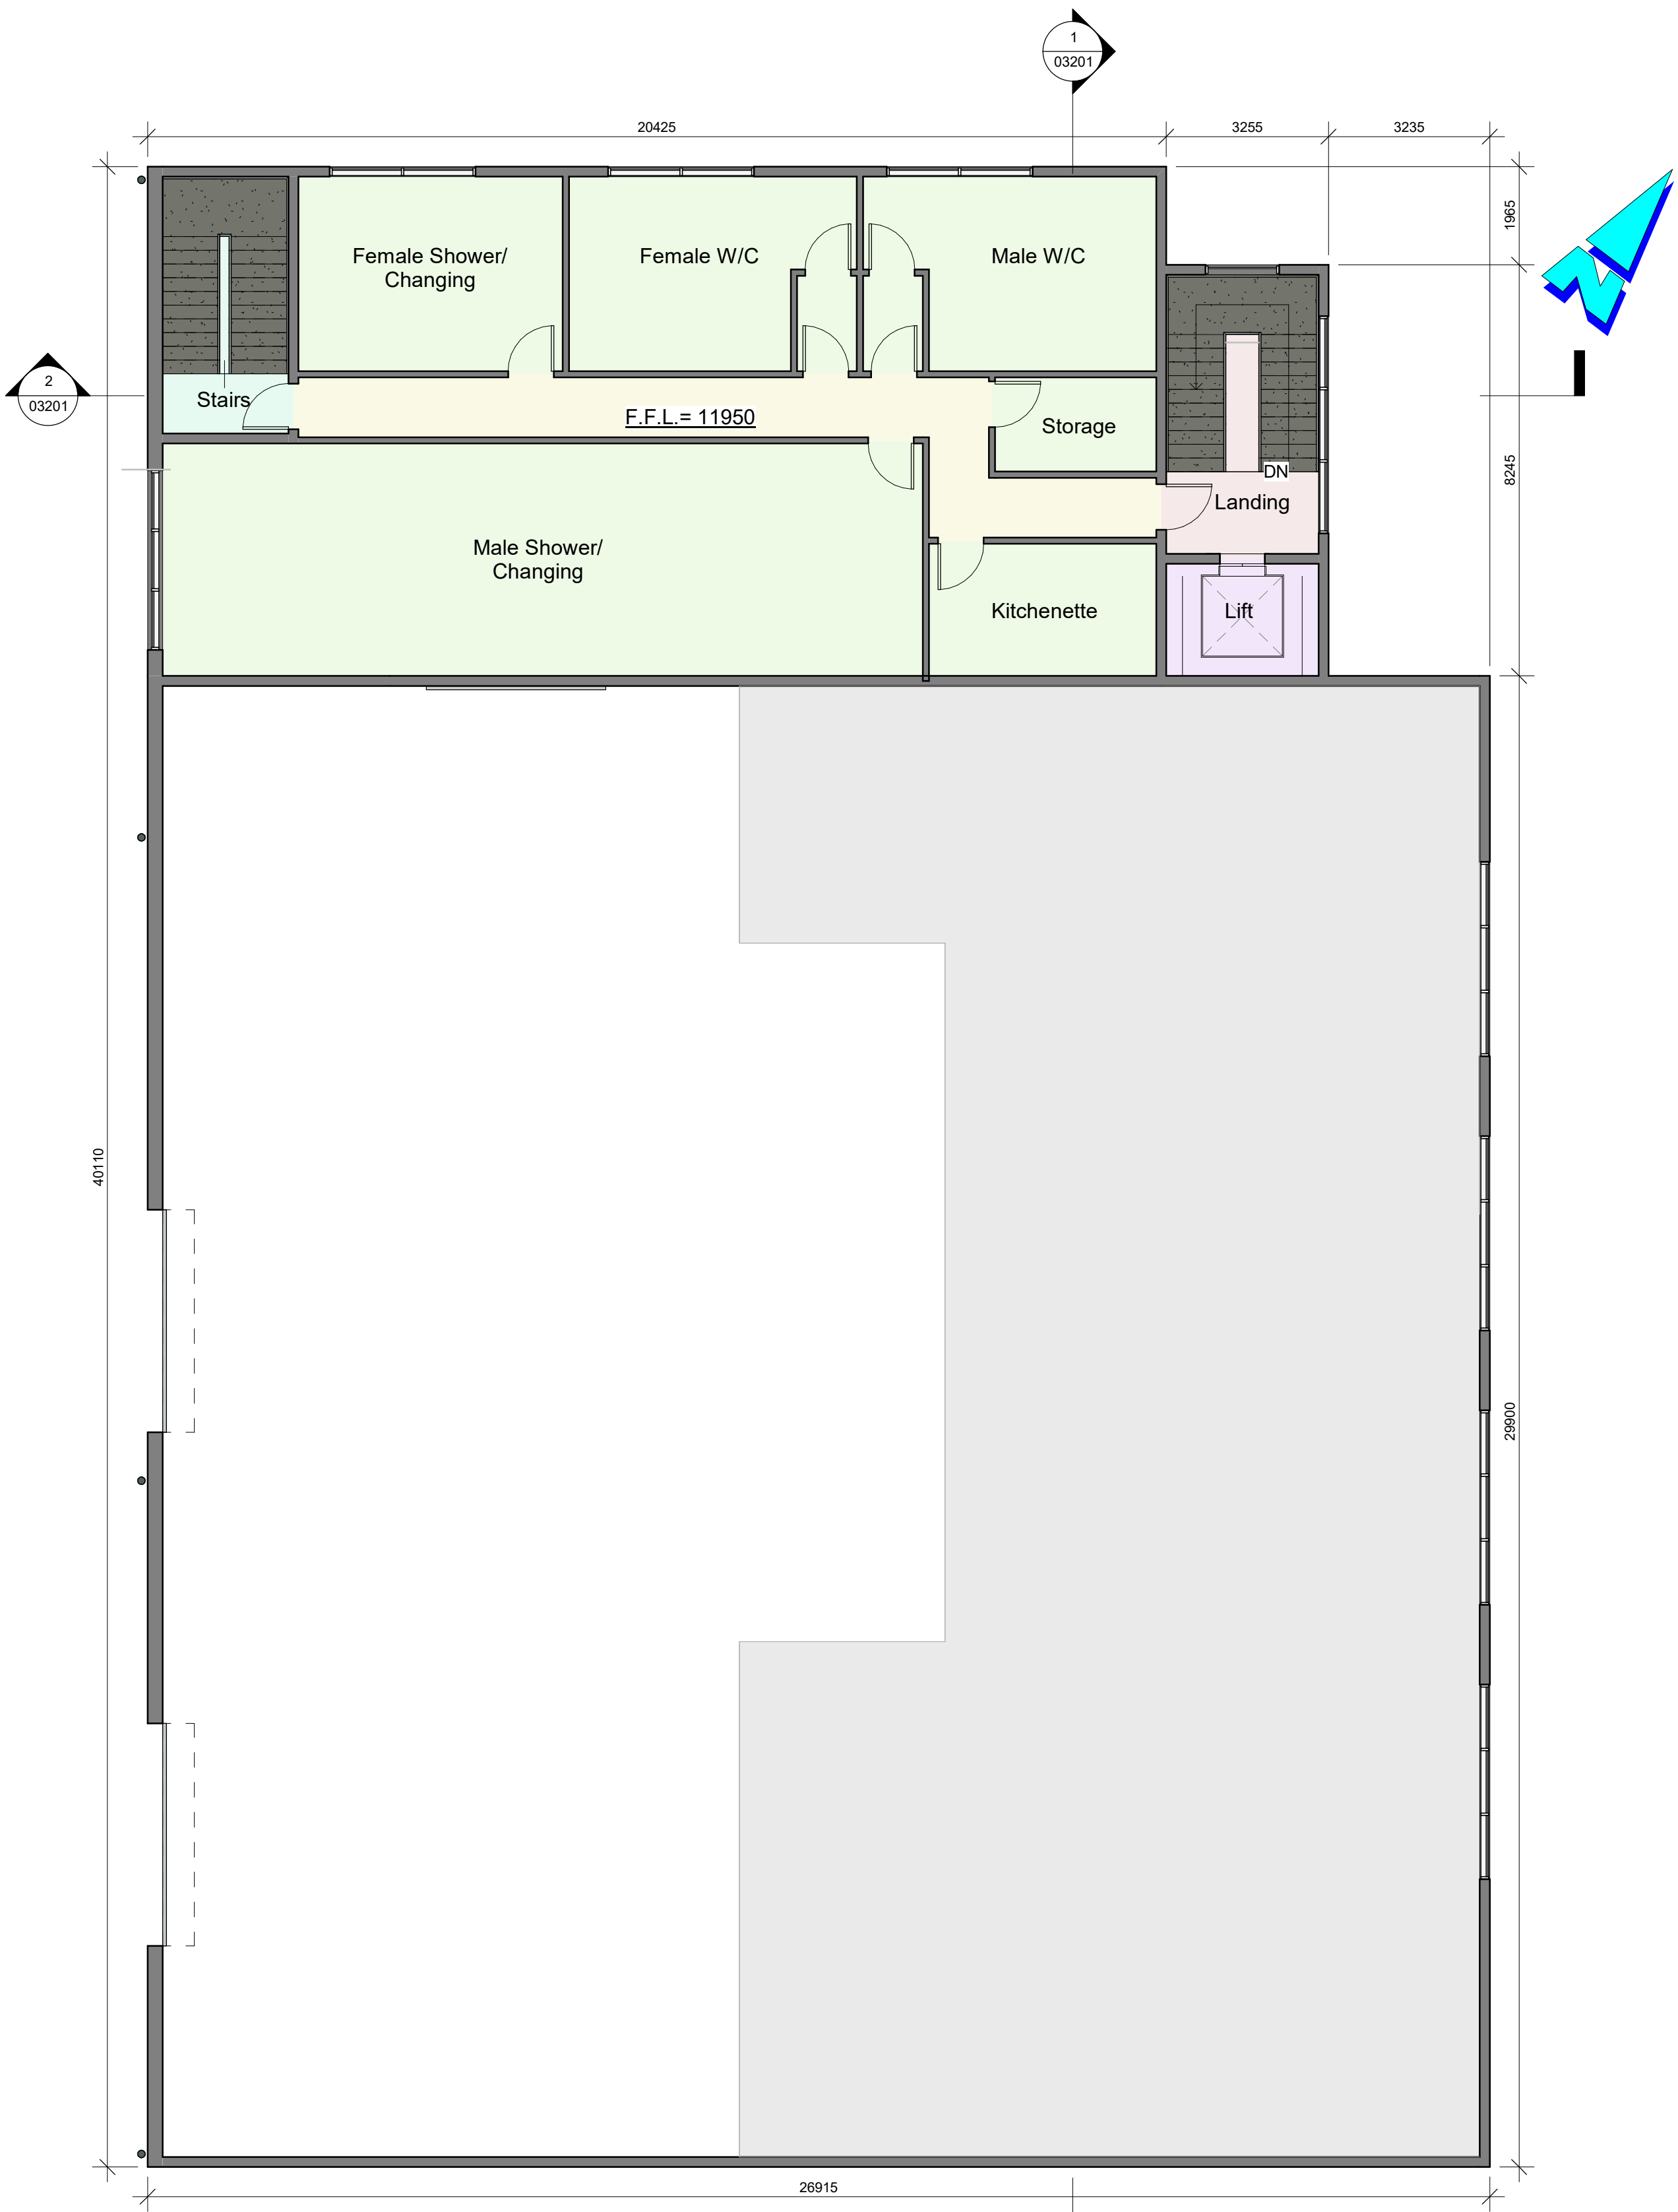 1
03201
20425
3255
3235
1965
Female Shower/
Changing
Female W/C
Male W/C
N
2
03201
Stairs
F.F.L.= 11950
Storage
8245
DN
Landing
Male Shower/
Changing
Kitchenette
Lift
40110
29900
26915